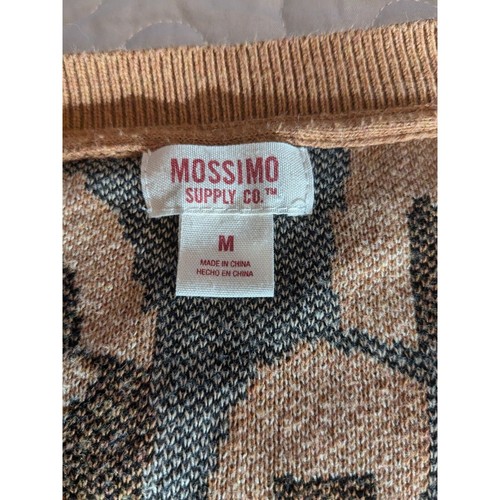 MOSSIMO
SUPPLY CO.™
M
MADE IN CHINA
HECHO EN CHINA